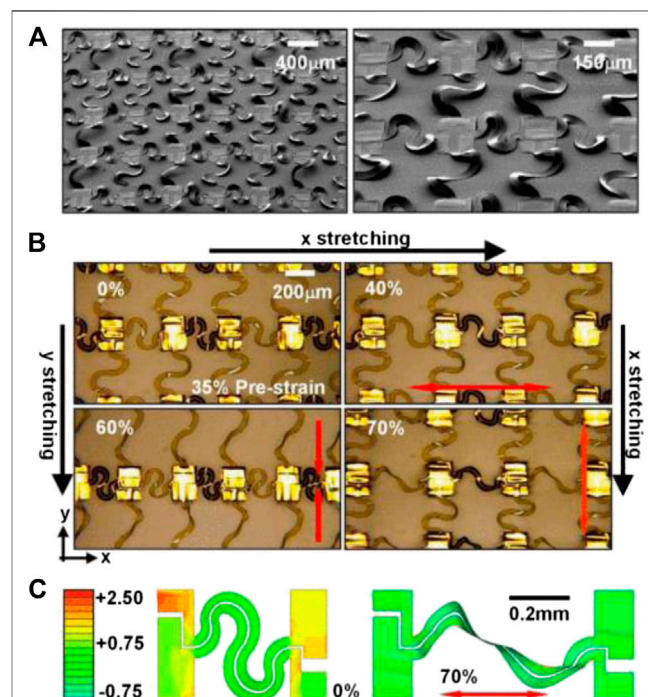 A
400μm
150μm
B
x stretching
0%
200μm
40%
y stretching
35% Pre-strain
x stretching
60%
70%
y
x
C
+2.50
+0.75
-0.75
0%
0.2mm
70%